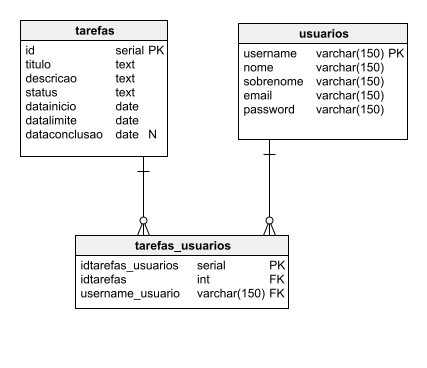 tarefas
id serial PK
titulo text
descricao text
status text
datainicio date
datalimite date
dataconclusao date N
usuarios
username varchar(150) PK
nome varchar(150)
sobrenome varchar(150)
email varchar(150)
password varchar(150)
tarefas_usuarios
idtarefas_usuarios serial PK
idtarefas int FK
username_usuario varchar(150) FK